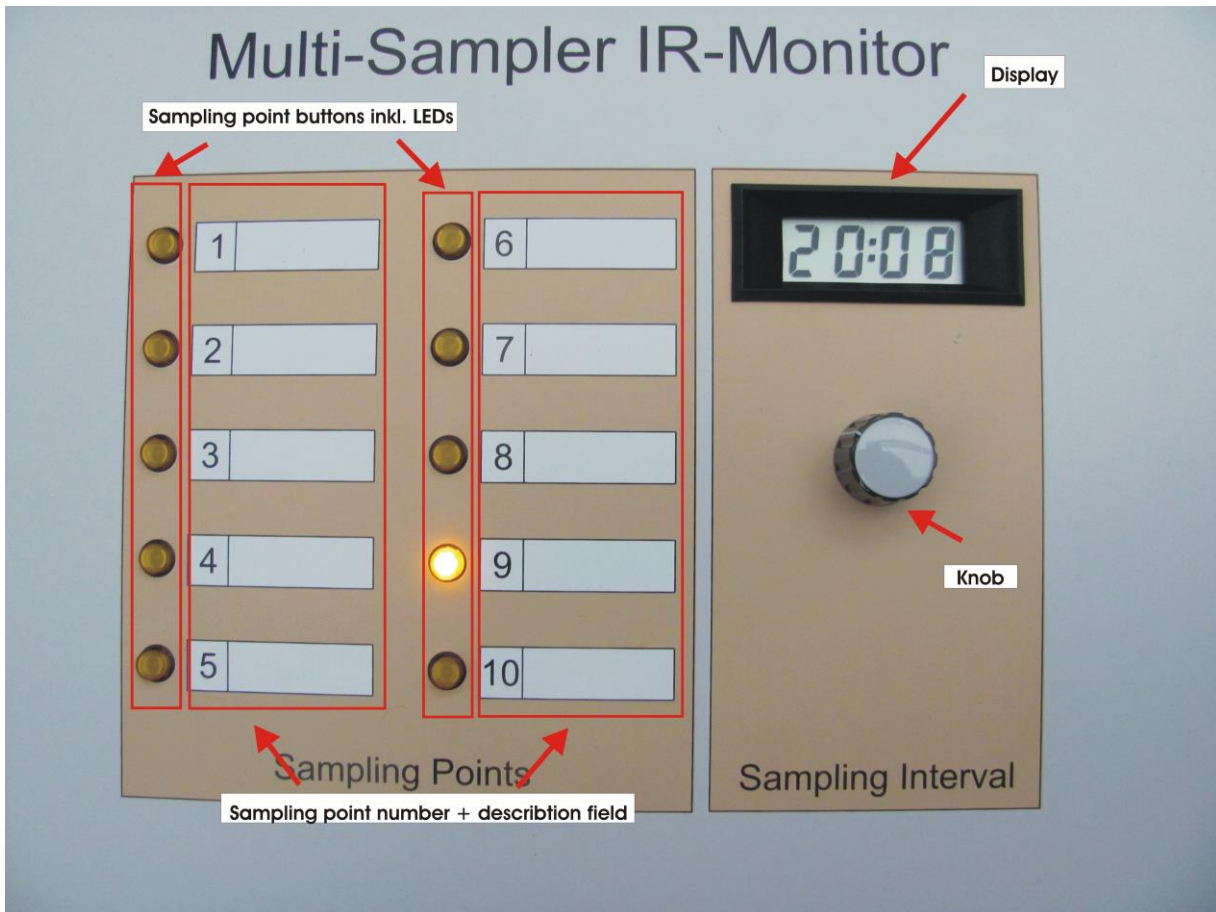 Multi-Sampler IR-Monitor
Display
Sampling point buttons inkl. LEDs
1
2
3
4
5
6
7
8
9
10
20:08
Knob
Sampling Points
Sampling Interval
Sampling point number + describtion field